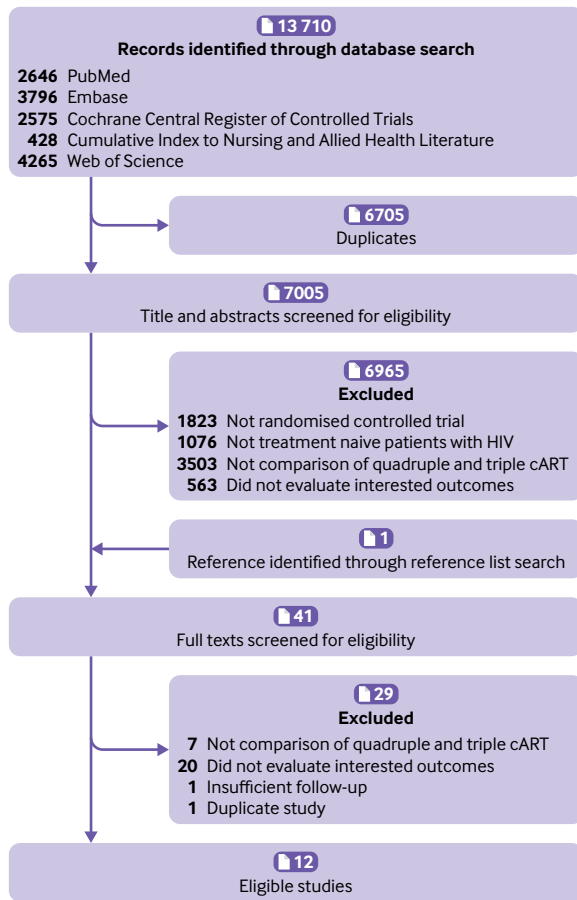 13 710
Records identified through database search
2646 PubMed
3796 Embase
2575 Cochrane Central Register of Controlled Trials
428 Cumulative Index to Nursing and Allied Health Literature
4265 Web of Science
6705
Duplicates
7005
Title and abstracts screened for eligibility
6965
Excluded
1823 Not randomised controlled trial
1076 Not treatment naive patients with HIV
3503 Not comparison of quadruple and triple cART
563 Did not evaluate interested outcomes
1
Reference identified through reference list search
41
Full texts screened for eligibility
29
Excluded
7 Not comparison of quadruple and triple cART
20 Did not evaluate interested outcomes
1 Insufficient follow-up
1 Duplicate study
12
Eligible studies